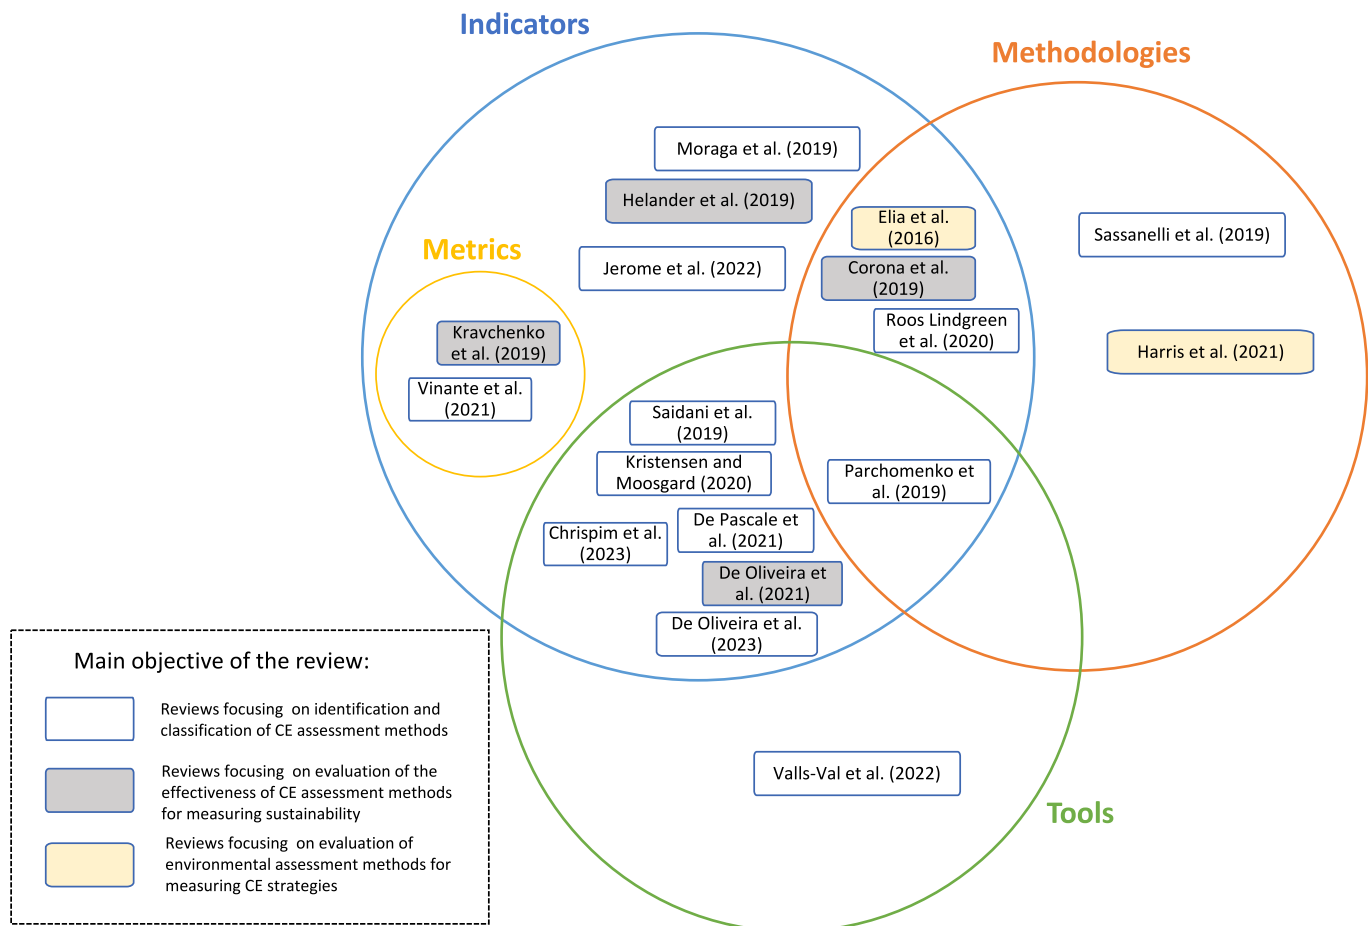 Indicators
Methodologies
Moraga et al. (2019)
Helander et al. (2019)
Elia et al.
(2016)
Sassanelli et al. (2019)
Metrics
Jerome et al. (2022)
Corona et al.
(2019)
Roos Lindgreen
et al. (2020)
Harris et al. (2021)
Kravchenko
et al. (2019)
Vinante et al.
(2021)
Saidani et al.
(2019)
Kristensen and
Moosgard (2020)
Parchomenko et
al. (2019)
Chrispim et al.
(2023)
De Pascale et
al. (2021)
De Oliveira et
al. (2021)
De Oliveira et al.
(2023)
Valls-Val et al. (2022)
Tools
Main objective of the review:
Reviews focusing on identification and
classification of CE assessment methods
Reviews focusing on evaluation of the
effectiveness of CE assessment methods
for measuring sustainability
Reviews focusing on evaluation of
environmental assessment methods for
measuring CE strategies